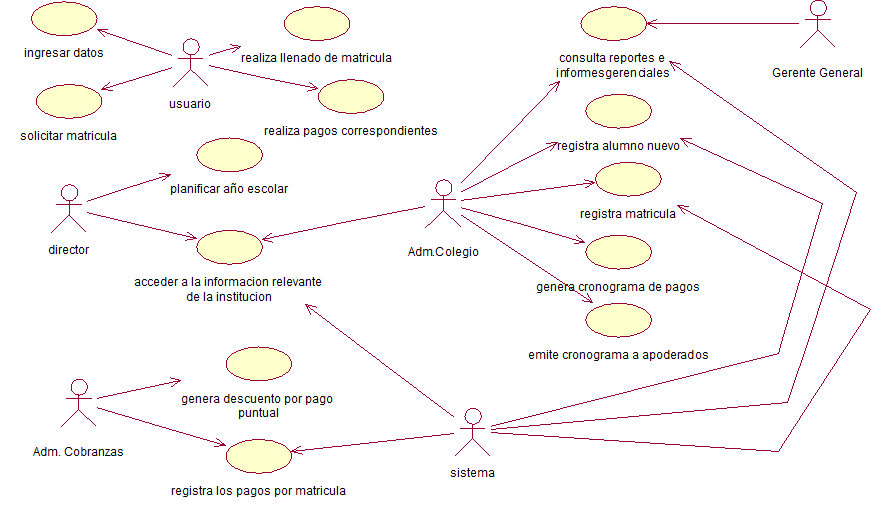 ingresar datos
realiza llenado de matricula
consulta reportes e
informesgerenciales
Gerente General
usuario
solicitar matricula
realiza pagos correspondientes
registra alumno nuevo
planificar año escolar
registra matricula
director
Adm.Colegio
acceder a la informacion relevante
de la institucion
genera cronograma de pagos
emite cronograma a apoderados
genera descuento por pago
puntual
Adm. Cobranzas
sistema
registra los pagos por matricula